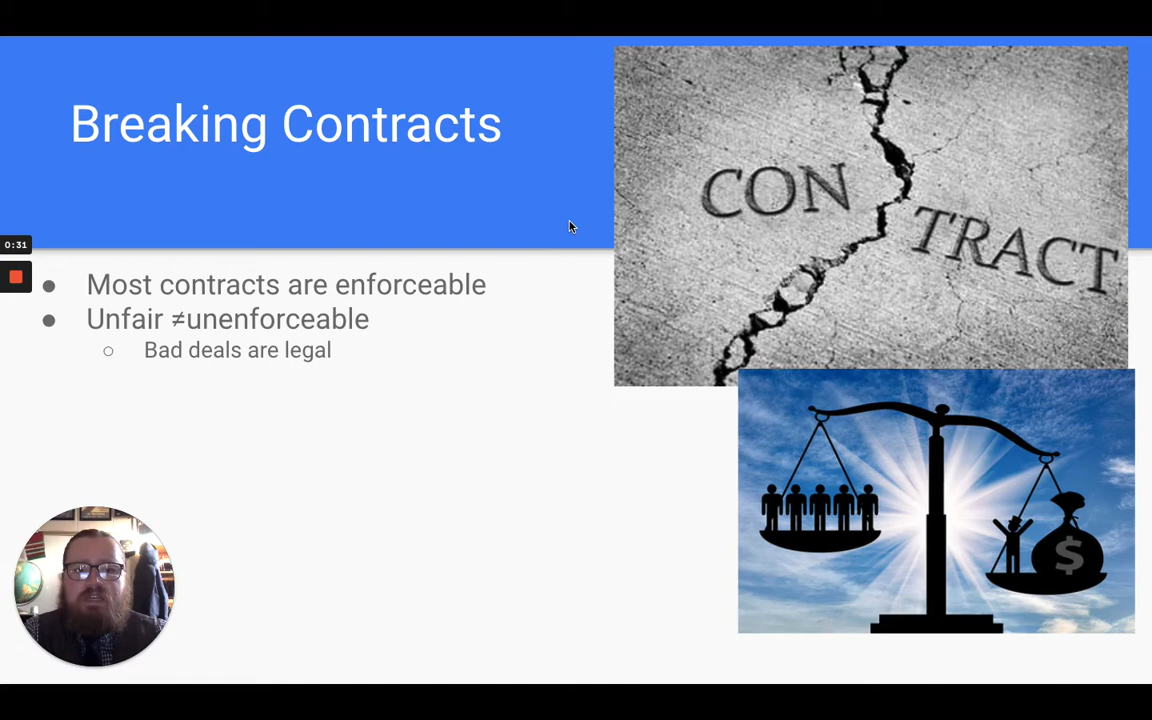 Breaking Contracts
CON
TRACT
0:31
● Most contracts are enforceable
● Unfair ≠unenforceable
○ Bad deals are legal
$